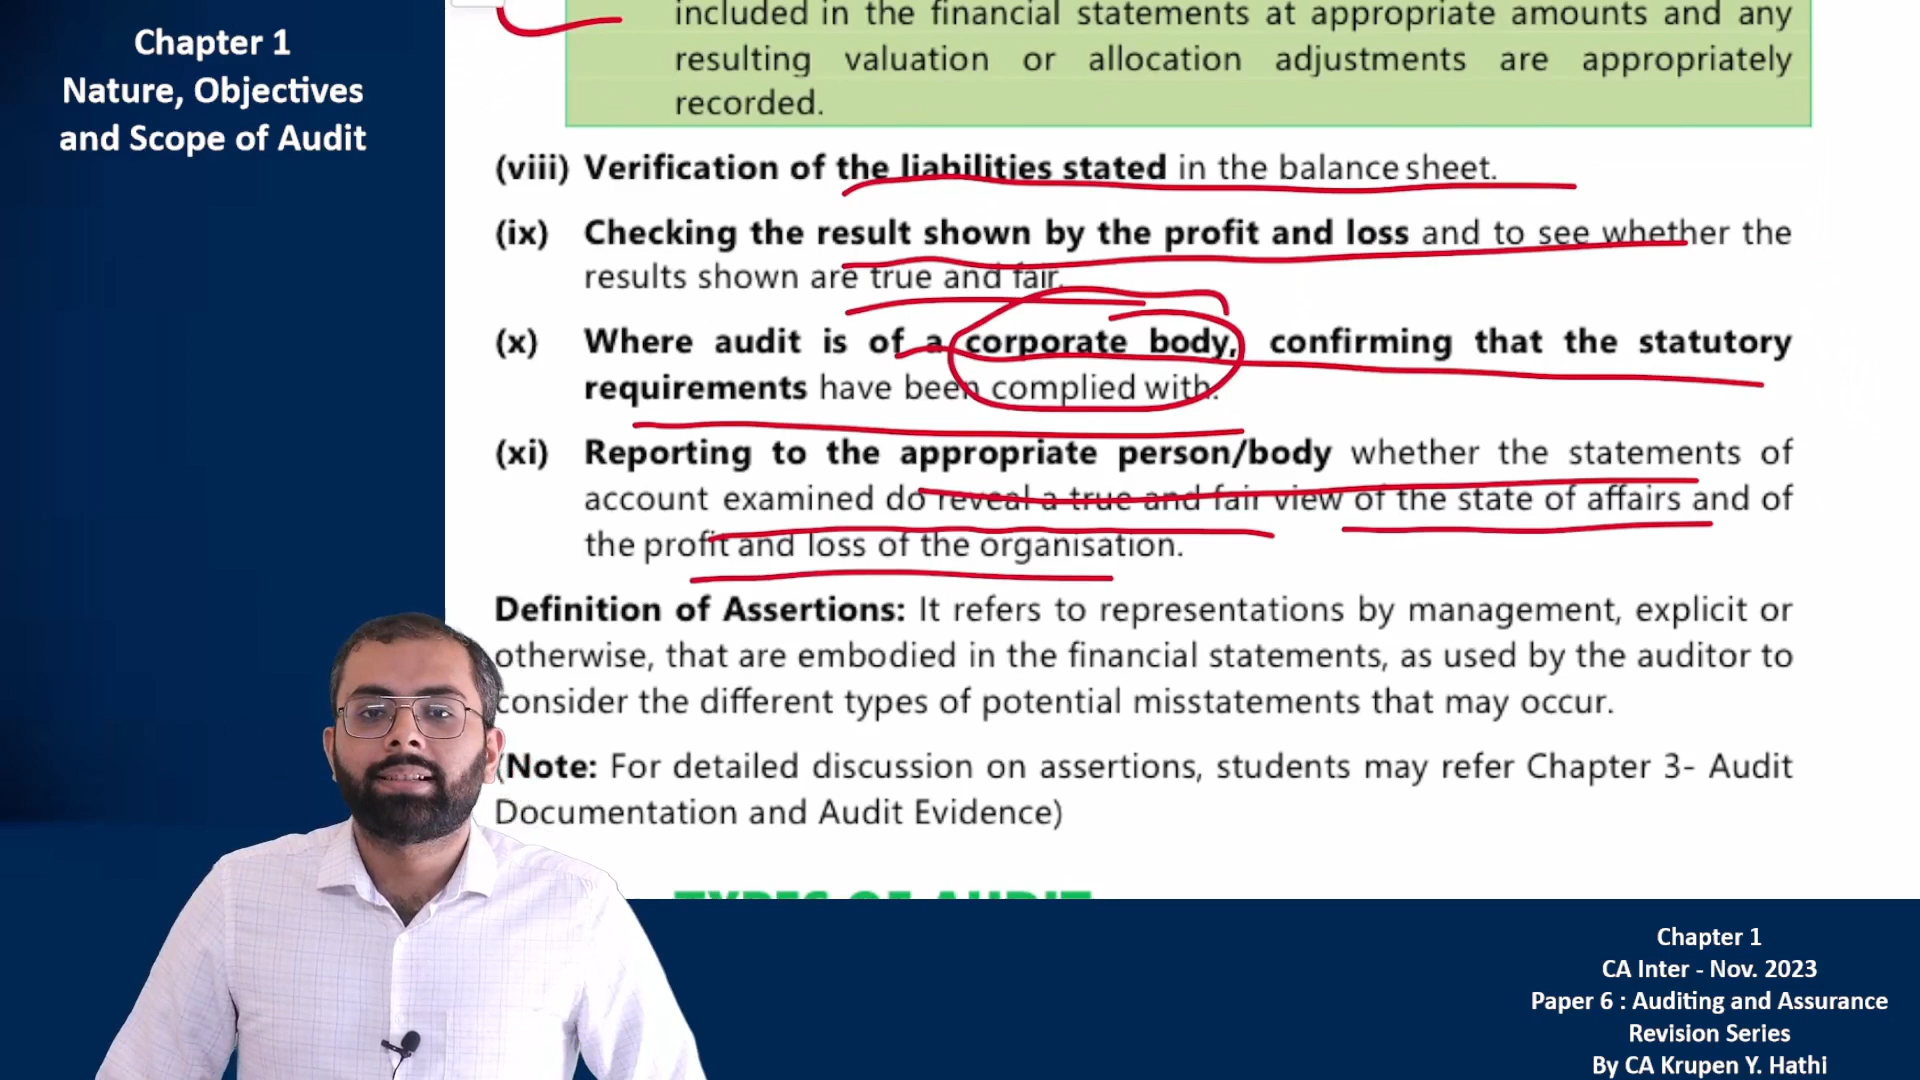 Chapter 1
Nature, Objectives
and Scope of Audit
included in the financial statements at appropriate amounts and any
resulting valuation or allocation adjustments are appropriately
recorded.
(viii) Verification of the liabilities stated in the balance sheet.
(ix) Checking the result shown by the profit and loss and to see whether the
results shown are true and fair.
(x) Where audit is of a corporate body, confirming that the statutory
requirements have been complied with.
(xi) Reporting to the appropriate person/body whether the statements of
account examined do reveal a true and fair view of the state of affairs and of
the profit and loss of the organisation.
Definition of Assertions: It refers to representations by management, explicit or
otherwise, that are embodied in the financial statements, as used by the auditor to
consider the different types of potential misstatements that may occur.
(Note: For detailed discussion on assertions, students may refer Chapter 3- Audit
Documentation and Audit Evidence)
TYPES OF AUDIT
Chapter 1
CA Inter - Nov. 2023
Paper 6 : Auditing and Assurance
Revision Series
By CA Krupen Y. Hathi